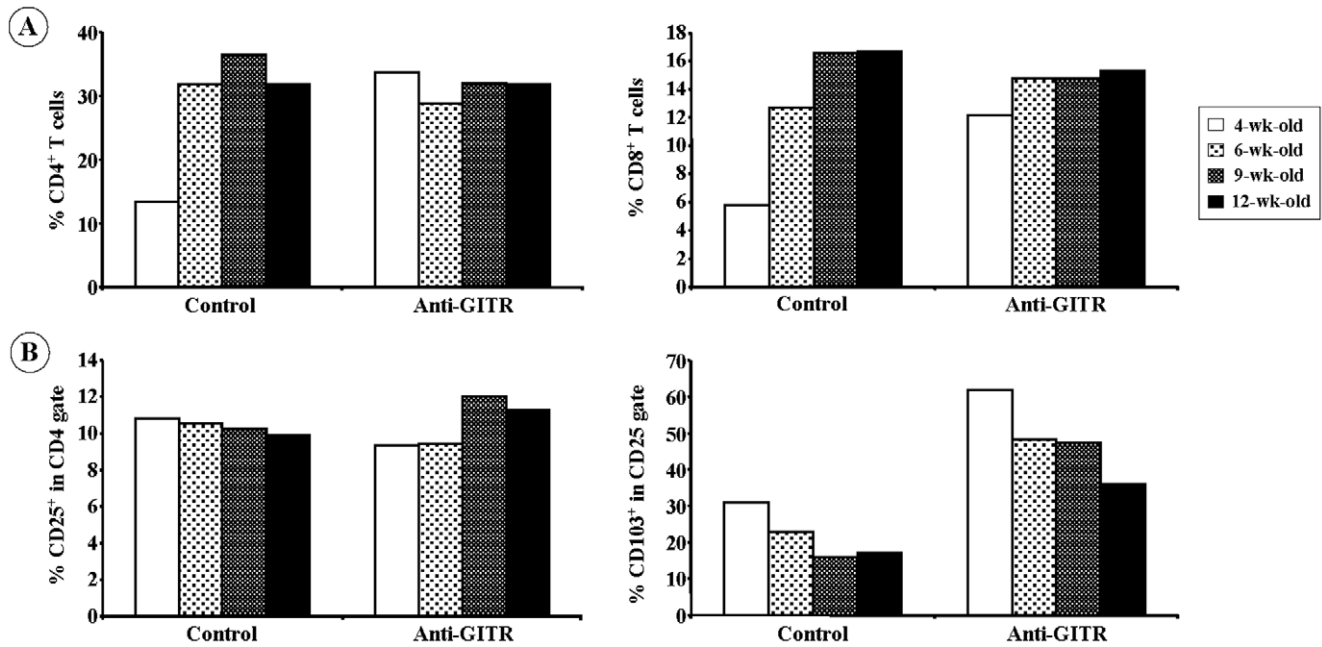 A
% CD4⁺ T cells
40
30
20
10
0
Control
Anti-GITR
% CD8⁺ T cells
18
16
14
12
10
8
6
4
2
0
Control
Anti-GITR
4-wk-old
6-wk-old
9-wk-old
12-wk-old
B
% CD25⁺ in CD4 gate
14
12
10
8
6
4
2
0
Control
Anti-GITR
% CD103⁺ in CD25 gate
70
60
50
40
30
20
10
0
Control
Anti-GITR